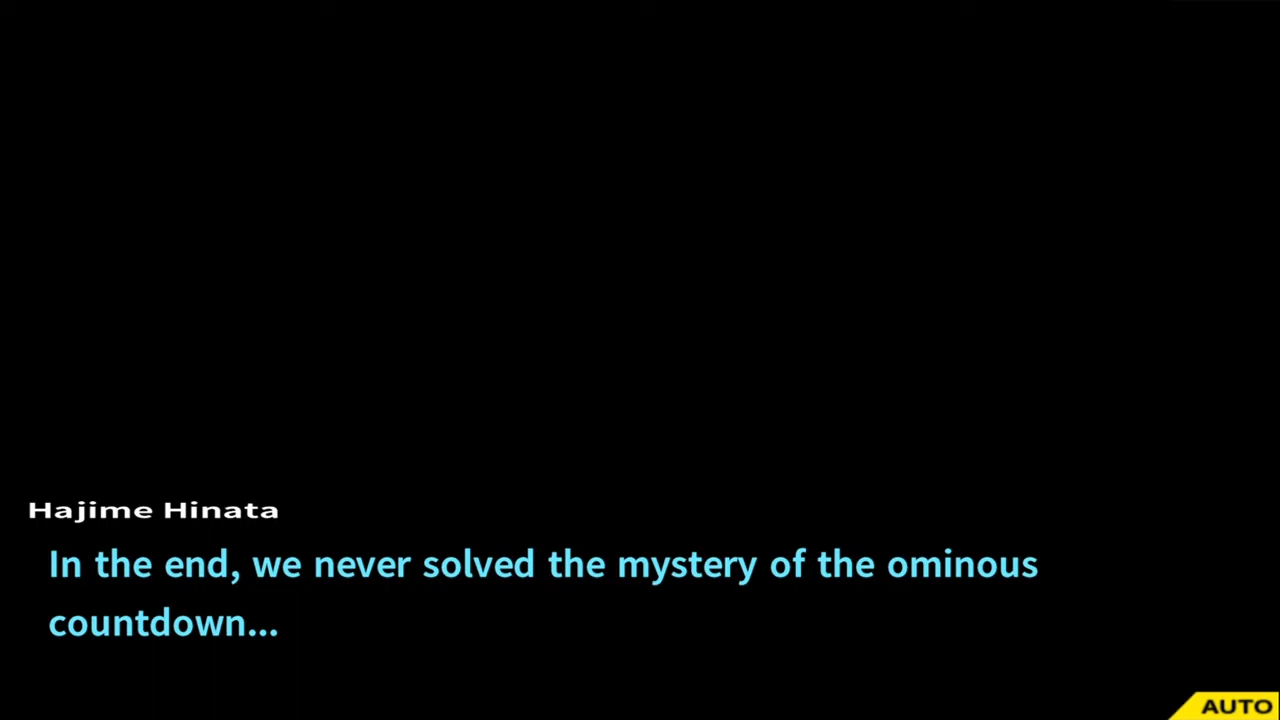 Hajime Hinata
In the end, we never solved the mystery of the ominous
countdown...
AUTO